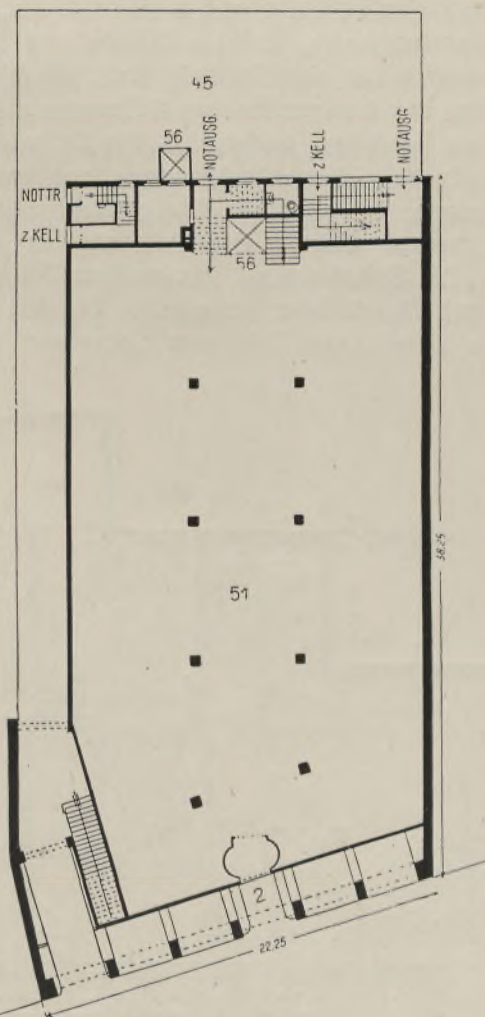 45
56
NOTAUSG.
Z KELL
NOTAUSG
NOTTR
Z KELL
56
51
38.25
2
22.25